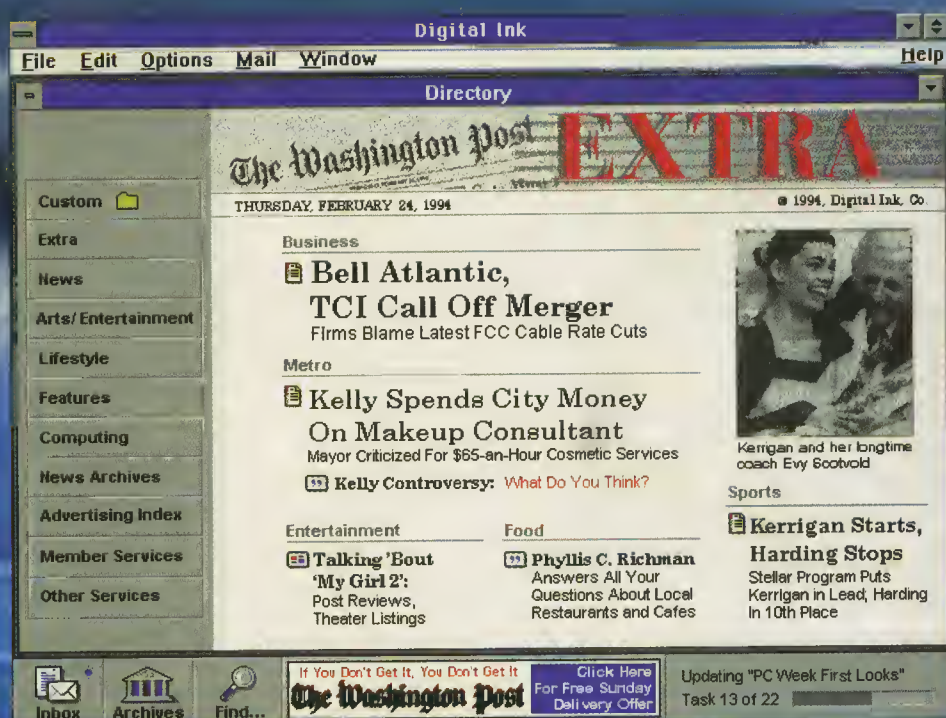 Digital Ink
File Edit Options Mail Window Help
Directory
The Washington Post EXTRA
THURSDAY, FEBRUARY 24, 1994
© 1994, Digital Ink, Co.
Custom
Extra
News
Arts/Entertainment
Lifestyle
Features
Computing
News Archives
Advertising Index
Member Services
Other Services
Business
Bell Atlantic,
TCI Call Off Merger
Firms Blame Latest FCC Cable Rate Cuts
Metro
Kelly Spends City Money
On Makeup Consultant
Mayor Criticized For $65-an-Hour Cosmetic Services
Kelly Controversy: What Do You Think?
Entertainment
Talking 'Bout
'My Girl 2':
Post Reviews,
Theater Listings
Food
Phyllis C. Richman
Answers All Your
Questions About Local
Restaurants and Cafes
Kerrigan and her longtime
coach Evy Scotvold
Sports
Kerrigan Starts,
Harding Stops
Stellar Program Puts
Kerrigan in Lead, Harding
In 10th Place
Inbox
Archives
Find...
If You Don't Get It, You Don't Get It
The Washington Post
Click Here
For Free Sunday
Delivery Offer
Updating "PC Week First Looks"
Task 13 of 22